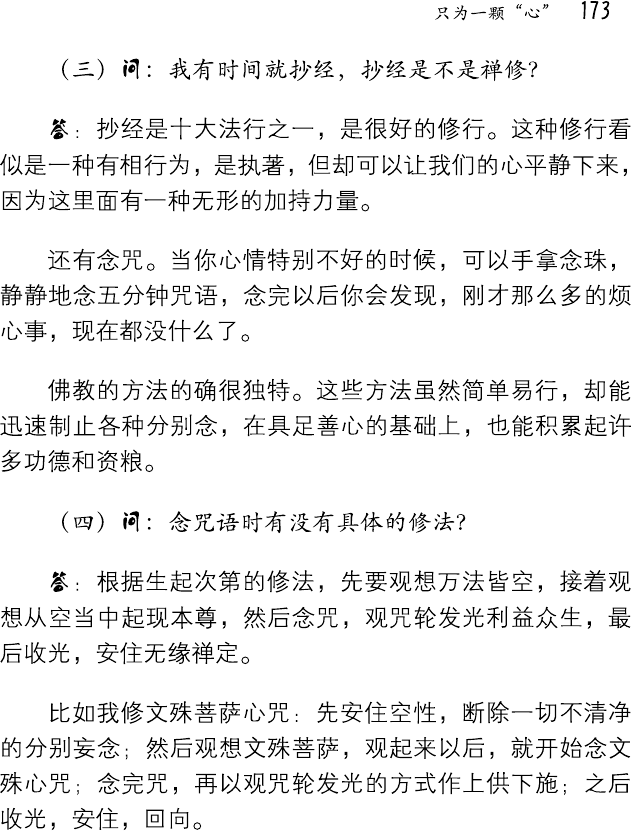 只为一颗“心” 173
（三）问：我有时间就抄经，抄经是不是禅修？
答：抄经是十大法行之一，是很好的修行。这种修行看
似是一种有相行为，是执著，但却可以让我们的心平静下来，
因为这里面有一种无形的加持力量。
还有念咒。当你心情特别不好的时候，可以手拿念珠，
静静地念五分钟咒语，念完以后你会发现，刚才那么多的烦
心事，现在都没什么了。
佛教的方法的确很独特。这些方法虽然简单易行，却能
迅速制止各种分别念，在具足善心的基础上，也能积累起许
多功德和资粮。
（四）问：念咒语时有没有具体的修法？
答：根据生起次第的修法，先要观想万法皆空，接着观
想从空当中起现本尊，然后念咒，观咒轮发光利益众生，最
后收光，安住无缘禅定。
比如我修文殊菩萨心咒：先安住空性，断除一切不清净
的分别妄念；然后观想文殊菩萨，观起来以后，就开始念文
殊心咒；念完咒，再以观咒轮发光的方式作上供下施；之后
收光，安住，回向。